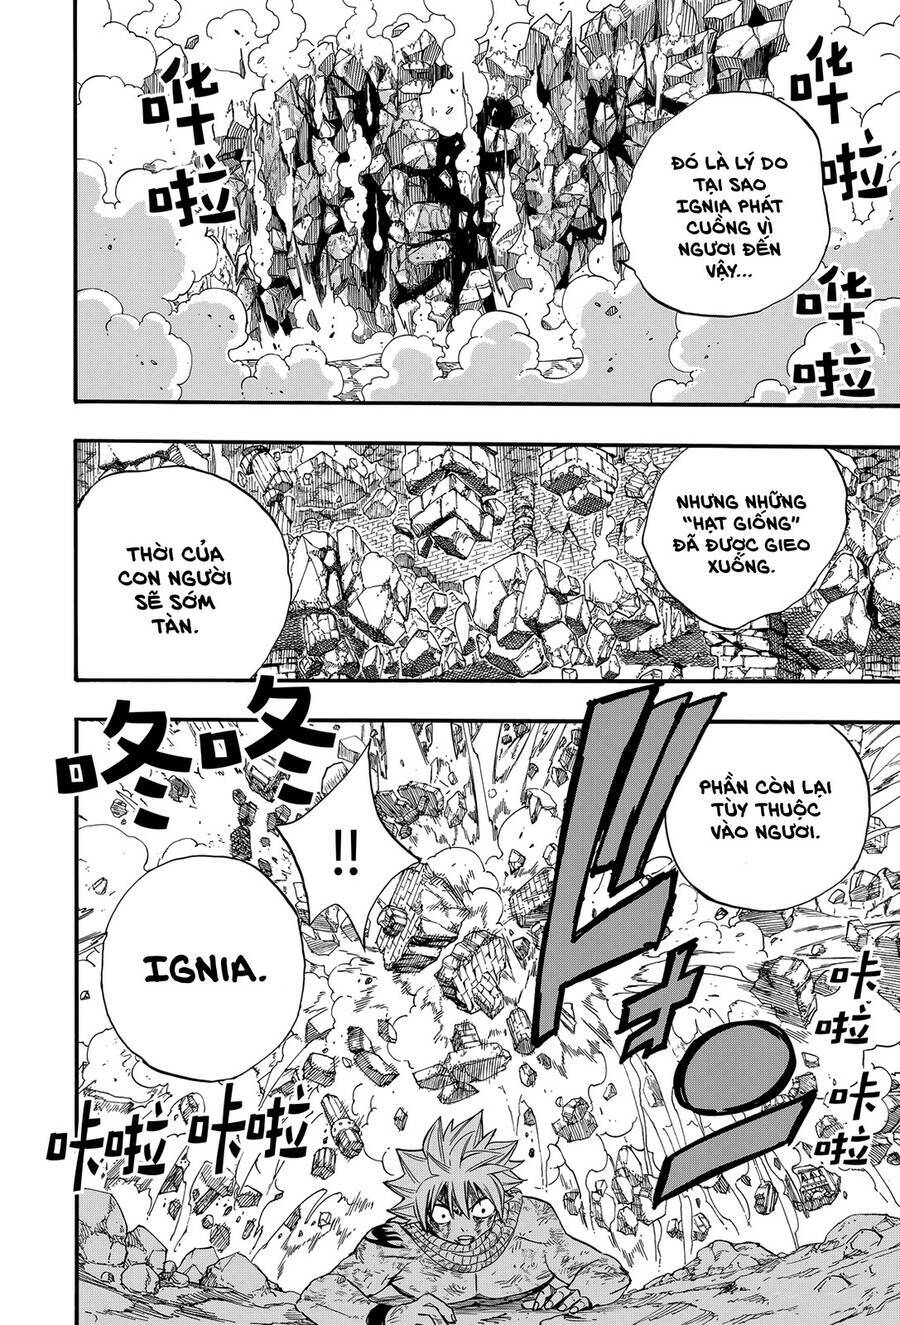 ĐÓ LÀ LÝ DO
TẠI SAO
IGNIA PHÁT
CUỒNG VÌ
NGƯƠI ĐẾN
VẬY...
哗
啦
哗
啦
哗
啦
NHƯNG NHỮNG
"HẠT GIỐNG"
ĐÃ ĐƯỢC GIEO
XUỐNG.
THỜI CỦA
CON NGƯỜI
SẼ SỚM
TÀN.
PHẦN CÒN LẠI
TÙY THUỘC
VÀO NGƯƠI.
咚咚
!!
IGNIA.
咔
啦
咔
啦
咔啦咔啦